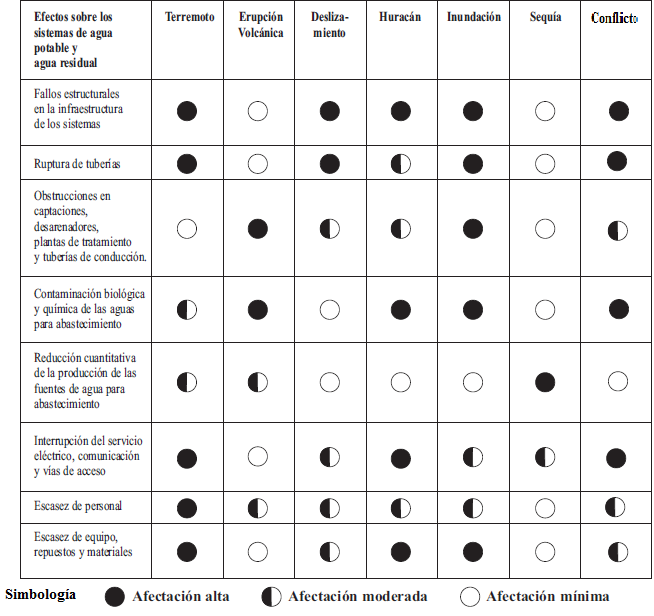 Efectos sobre los
sistemas de agua
potable y
agua residual
Terremoto
Erupción
Volcánica
Desliza-
miento
Huracán
Inundación
Sequía
Conflicto
Fallos estructurales
en la infraestructura
de los sistemas
Ruptura de tuberías
Obstrucciones en
captaciones,
desarenadores,
plantas de tratamiento
y tuberías de conducción.
Contaminación biológica
y química de las aguas
para abastecimiento
Reducción cuantitativa
de la producción de las
fuentes de agua para
abastecimiento
Interrupción del servicio
eléctrico, comunicación
y vías de acceso
Escasez de personal
Escasez de equipo,
repuestos y materiales
Simbología Afectación alta Afectación moderada Afectación mínima